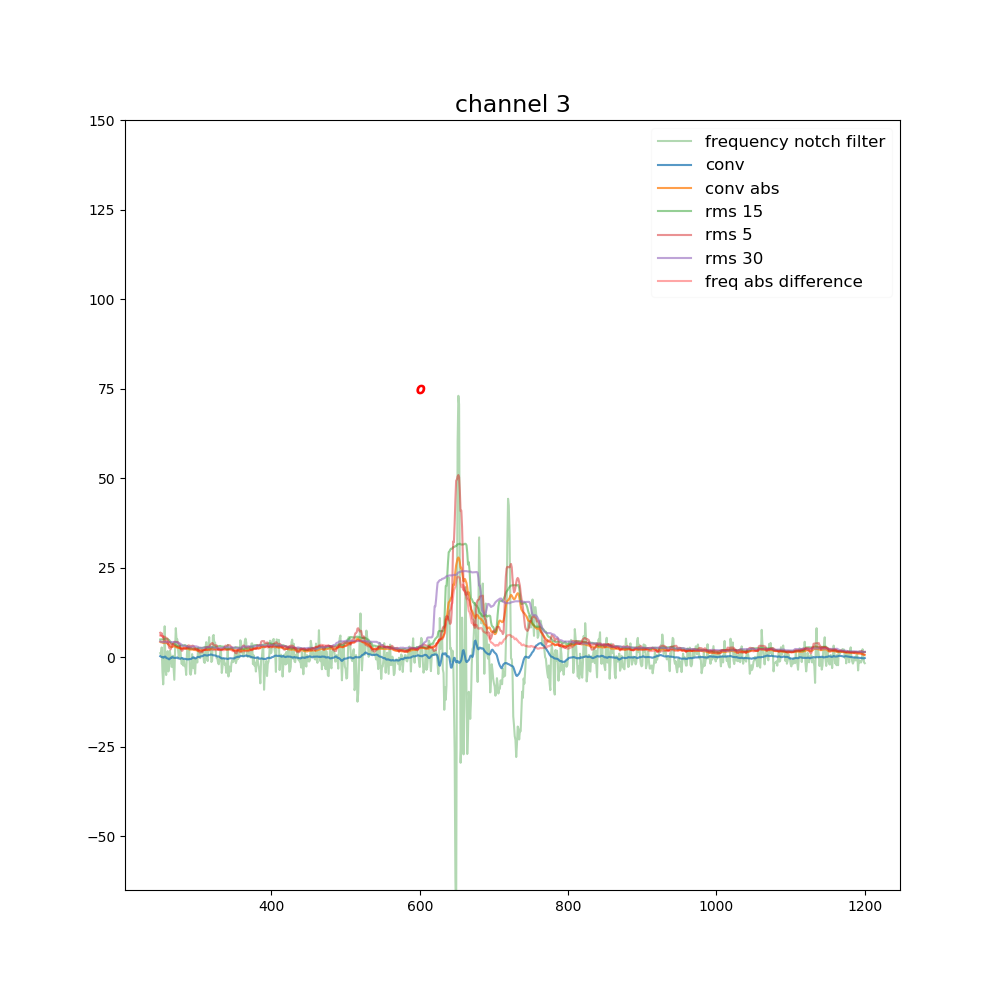 channel 3
150
125
100
75
50
25
0
−25
−50
frequency notch filter
conv
conv abs
rms 15
rms 5
rms 30
freq abs difference
o
400 600 800 1000 1200